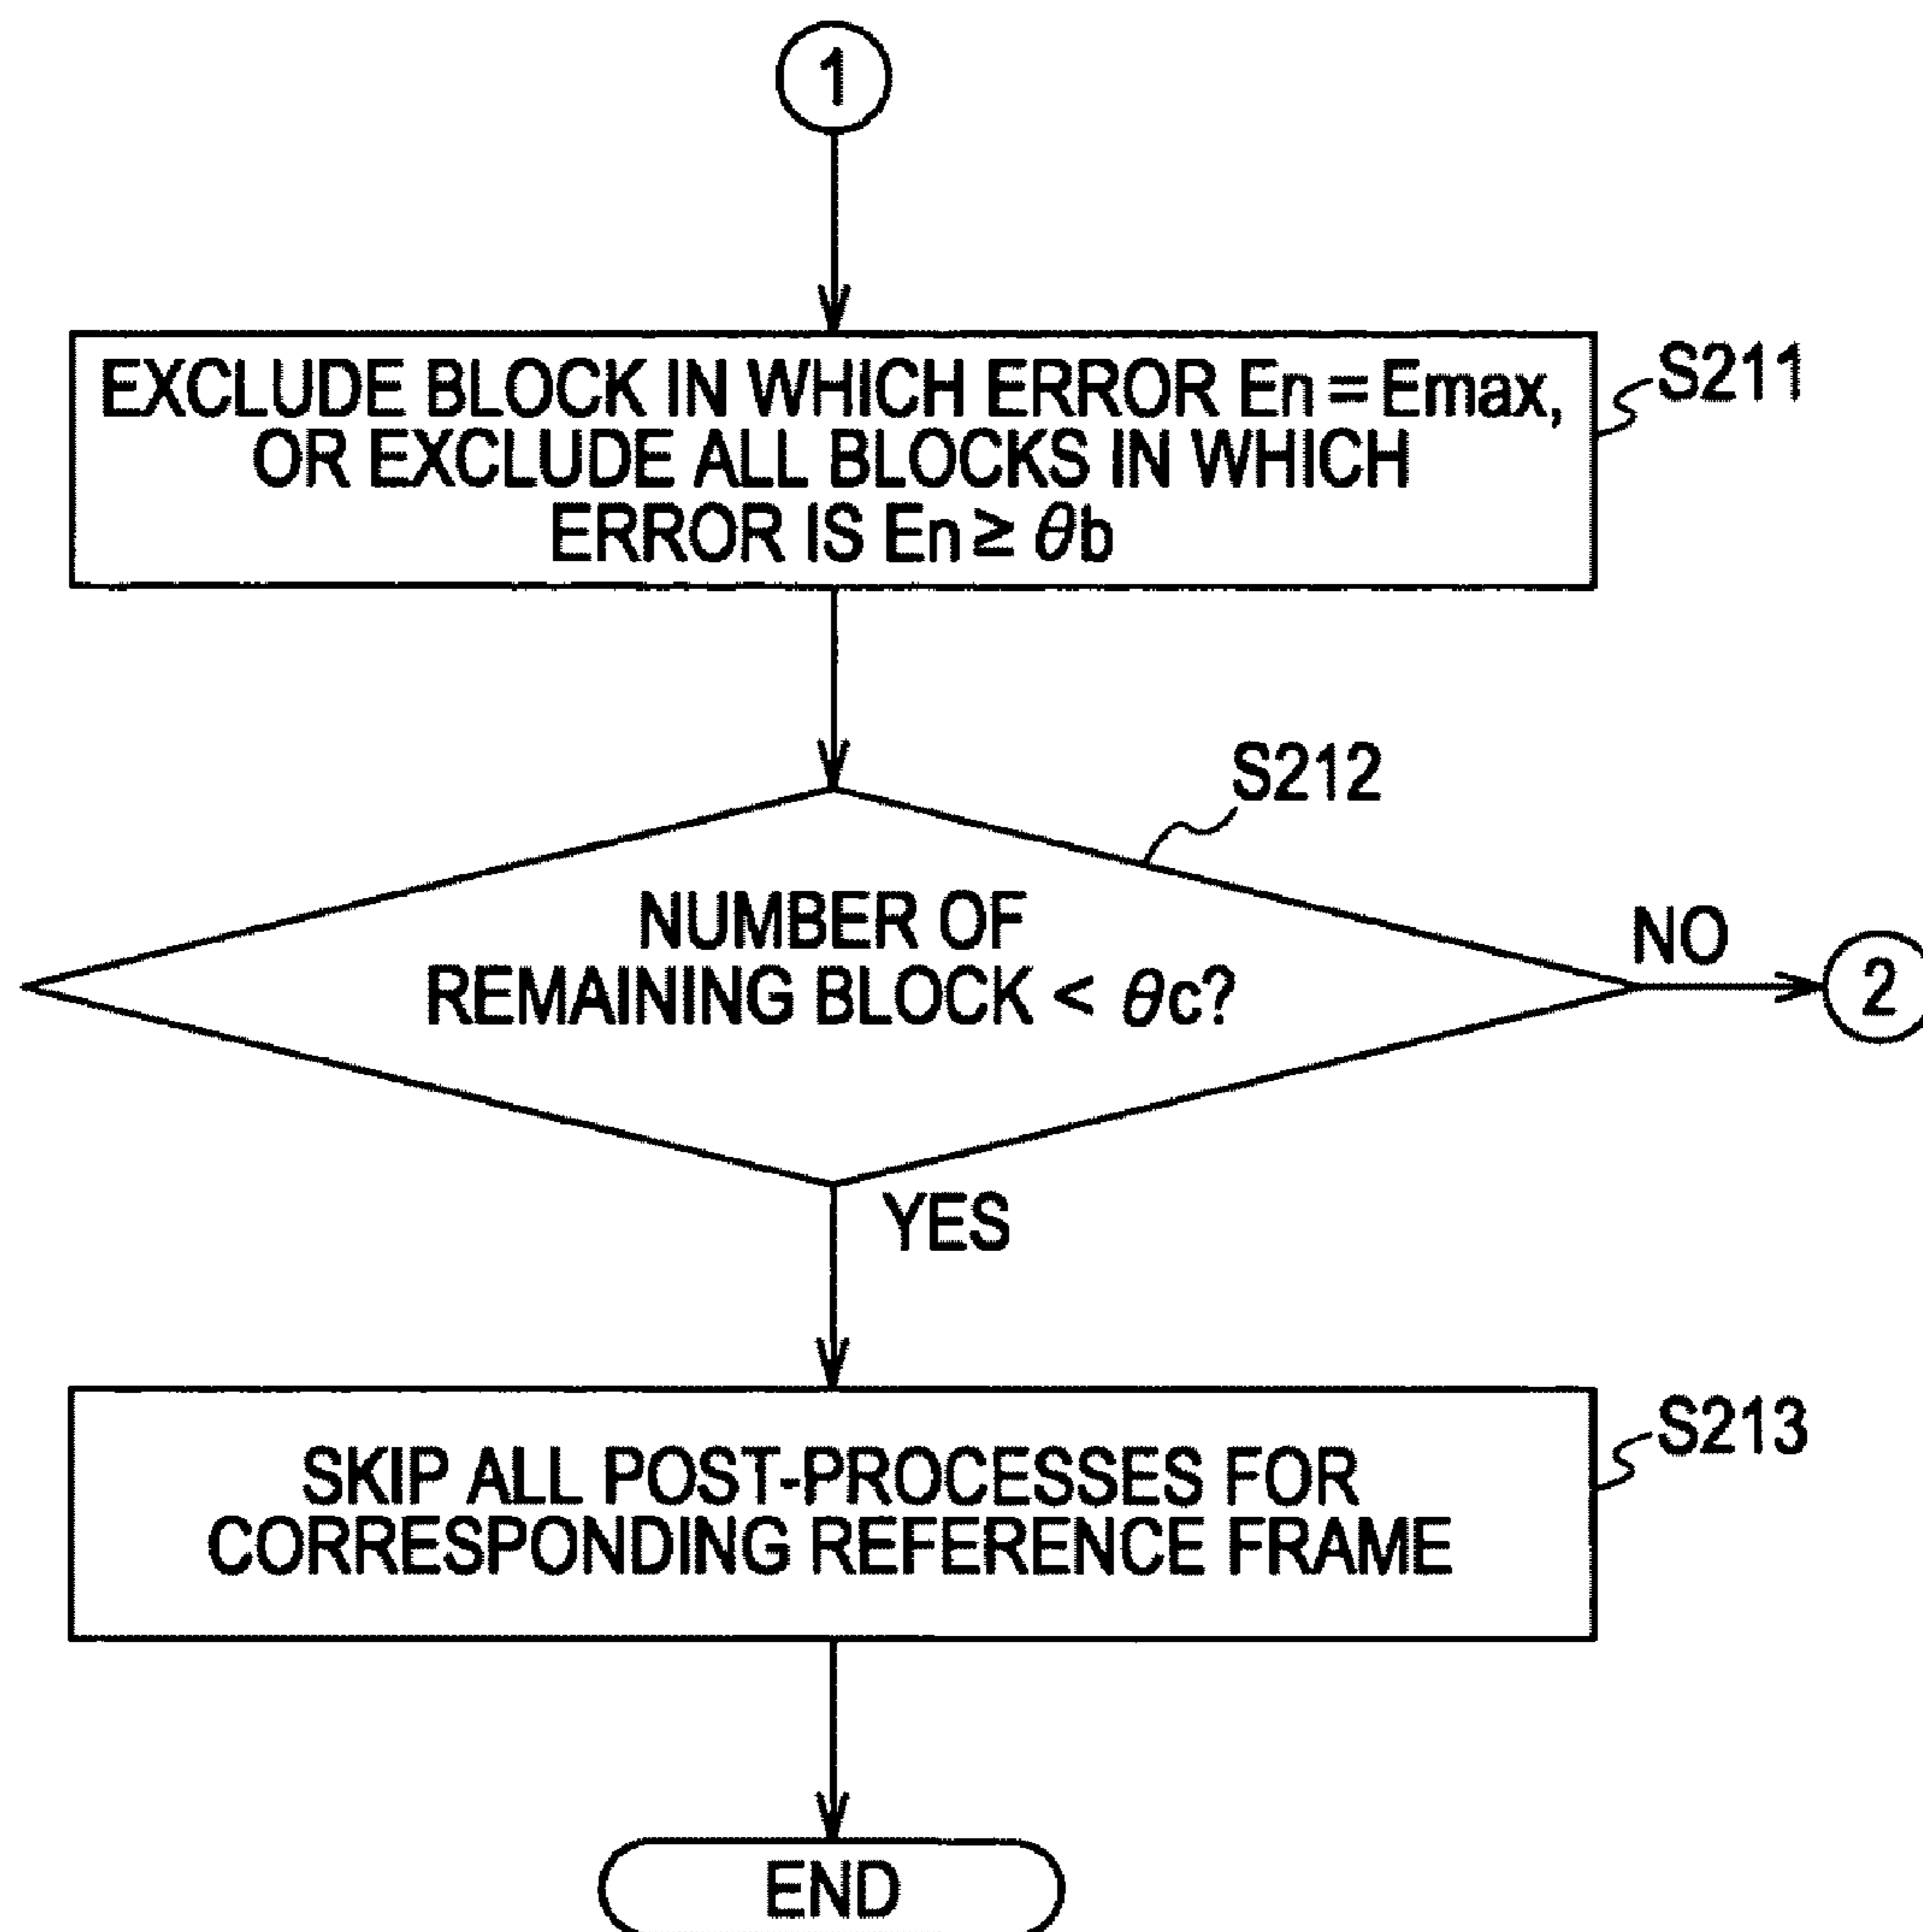 1
EXCLUDE BLOCK IN WHICH ERROR En = Emax,
OR EXCLUDE ALL BLOCKS IN WHICH
ERROR IS En ≥ θb
S211
S212
NUMBER OF
REMAINING BLOCK < θc?
NO
2
YES
SKIP ALL POST-PROCESSES FOR
CORRESPONDING REFERENCE FRAME
S213
END